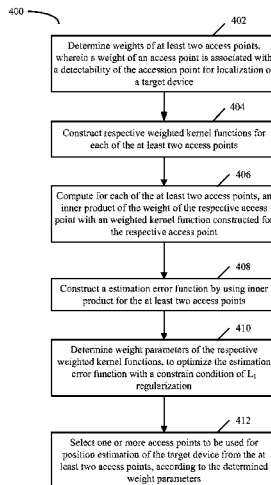 400
402
Determine weights of at least two access points,
wherein a weight of an access point is associated with
a detectability of the accession point for localization of
a target device
404
Construct respective weighted kernel functions for
each of the at least two access points
406
Compute for each of the at least two access points, an
inner product of the weight of the respective access
point with an weighted kernel function constructed for
the respective access point
408
Construct a estimation error function by using inner
product for the at least two access points
410
Determine weight parameters of the respective
weighted kernel functions, to optimize the estimation
error function with a constrain condition of L₁
regularization
412
Select one or more access points to be used for
position estimation of the target device from the at
least two access points, according to the determined
weight parameters